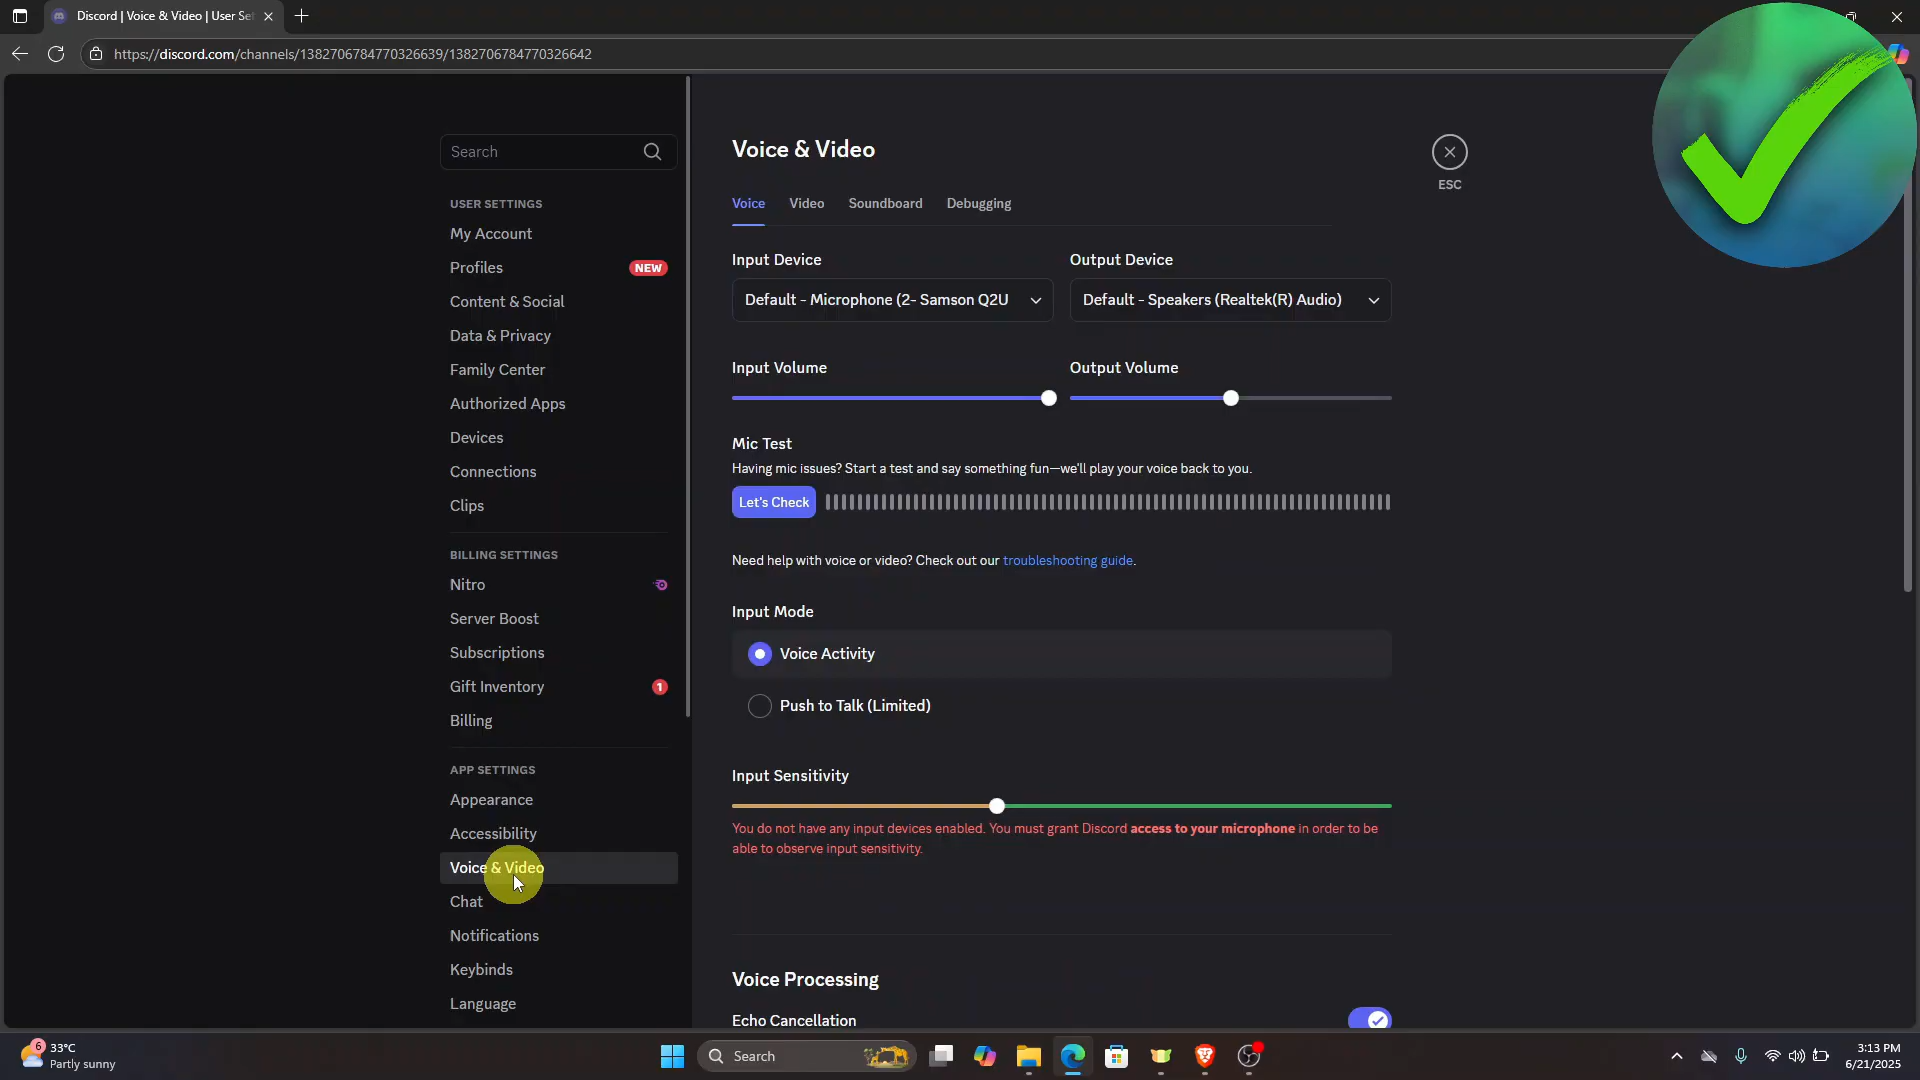 Discord | Voice & Video | User Se
https://discord.com/channels/1382706784770326639/1382706784770326642
Search
USER SETTINGS
My Account
Profiles NEW
Content & Social
Data & Privacy
Family Center
Authorized Apps
Devices
Connections
Clips
BILLING SETTINGS
Nitro
Server Boost
Subscriptions
Gift Inventory 1
Billing
APP SETTINGS
Appearance
Accessibility
Voice & Video
Chat
Notifications
Keybinds
Language
Voice & Video
ESC
Voice Video Soundboard Debugging
Input Device Output Device
Default - Microphone (2- Samson Q2U Default - Speakers (Realtek(R) Audio)
Input Volume Output Volume
Mic Test
Having mic issues? Start a test and say something fun—we'll play your voice back to you.
Let's Check
Need help with voice or video? Check out our troubleshooting guide.
Input Mode
Voice Activity
Push to Talk (Limited)
Input Sensitivity
You do not have any input devices enabled. You must grant Discord access to your microphone in order to be
able to observe input sensitivity.
Voice Processing
Echo Cancellation
6
33°C
Partly sunny
Search
3:13 PM
6/21/2025